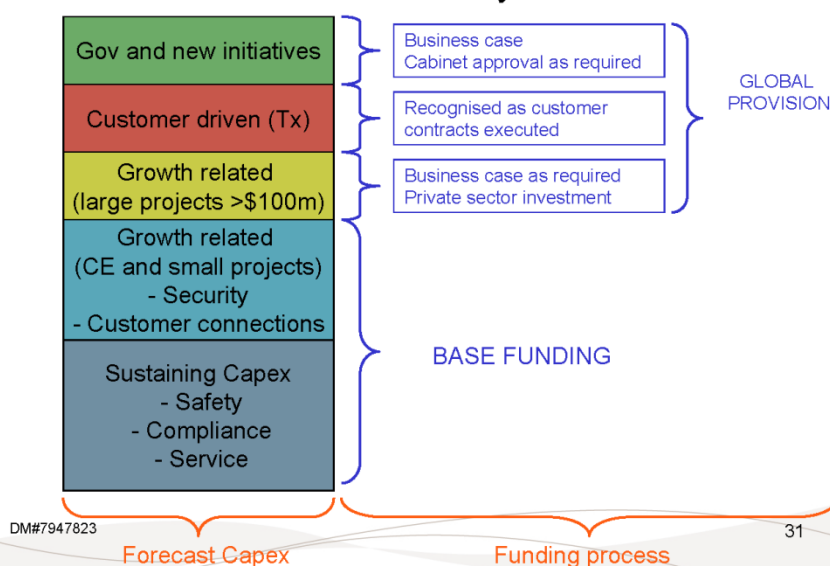 Gov and new initiatives
Business case
Cabinet approval as required
GLOBAL
PROVISION
Customer driven (Tx)
Recognised as customer
contracts executed
Growth related
(large projects >$100m)
Business case as required
Private sector investment
Growth related
(CE and small projects)
- Security
- Customer connections
BASE FUNDING
Sustaining Capex
- Safety
- Compliance
- Service
DM#7947823
31
Forecast Capex
Funding process